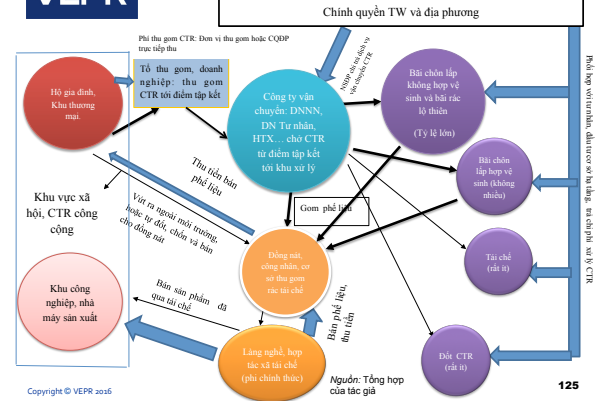 VEPR
Chính quyền TW và địa phương
Phí thu gom CTR: Đơn vị thu gom hoặc CQĐP
trực tiếp thu
Hộ gia đình,
Khu thương
mại.
Tổ thu gom, doanh
nghiệp: thu gom
CTR tới điểm tập kết
Công ty vận
chuyển: DNNN,
DN Tư nhân,
HTX... chở CTR
từ điểm tập kết
tới khu xử lý
NSĐP chi trả dịch vụ
vận chuyển CTR
Bãi chôn lấp
không hợp vệ
sinh và bãi rác
lộ thiên
(Tỷ lệ lớn)
Bãi chôn
lấp hợp vệ
sinh (không
nhiều)
Tái chế
(rất ít)
Đốt CTR
(rất ít)
Phối hợp với tư nhân, đầu tư cơ sở hạ tầng, trả chi phí xử lý CTR
Thu tiền bán
phế liệu
Vứt ra ngoài môi trường,
hoặc tự đốt, chôn và bán
cho đồng nát
Gom phế liệu
Khu vực xã
hội, CTR công
cộng
Đồng nát,
công nhân, cơ
sở thu gom
rác tái chế
Khu công
nghiệp, nhà
máy sản xuất
Bán sản phẩm đã
qua tái chế
Bán phế liệu,
thu tiền
Làng nghề, hợp
tác xã tái chế
(phi chính thức)
Nguồn: Tổng hợp
của tác giả
Copyright © VEPR 2016
125